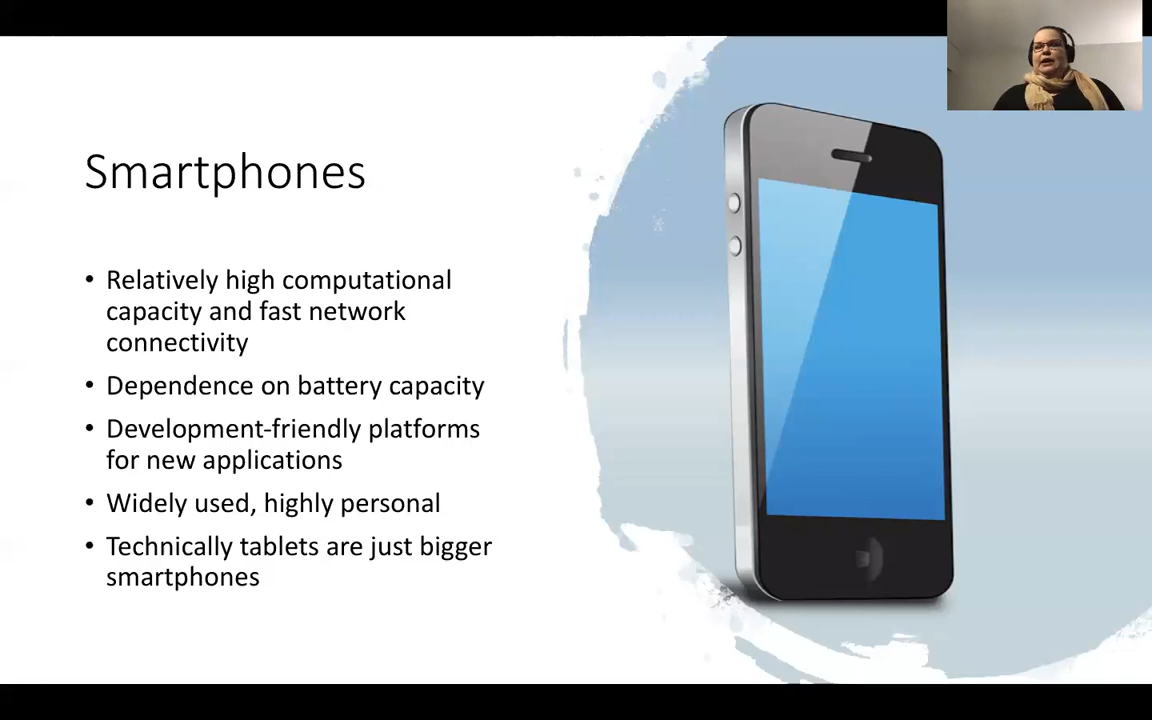 Smartphones
• Relatively high computational
capacity and fast network
connectivity
• Dependence on battery capacity
• Development-friendly platforms
for new applications
• Widely used, highly personal
• Technically tablets are just bigger
smartphones